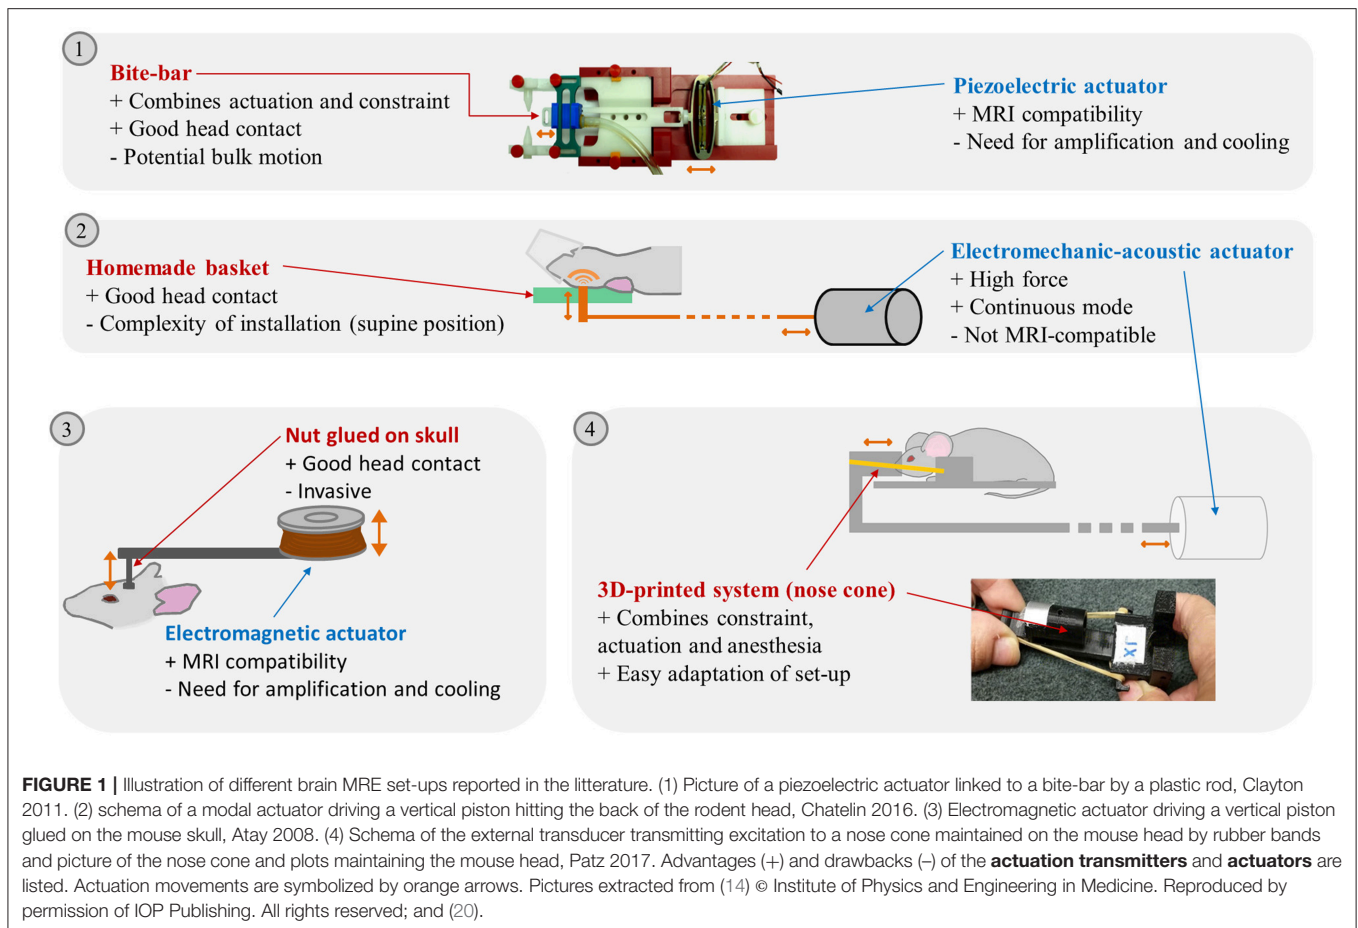 1
Bite-bar
+ Combines actuation and constraint
+ Good head contact
- Potential bulk motion
Piezoelectric actuator
+ MRI compatibility
- Need for amplification and cooling
2
Homemade basket
+ Good head contact
- Complexity of installation (supine position)
Electromechanic-acoustic actuator
+ High force
+ Continuous mode
- Not MRI-compatible
3
Nut glued on skull
+ Good head contact
- Invasive
Electromagnetic actuator
+ MRI compatibility
- Need for amplification and cooling
4
3D-printed system (nose cone)
+ Combines constraint,
actuation and anesthesia
+ Easy adaptation of set-up
JX
FIGURE 1 | Illustration of different brain MRE set-ups reported in the litterature. (1) Picture of a piezoelectric actuator linked to a bite-bar by a plastic rod, Clayton
2011. (2) schema of a modal actuator driving a vertical piston hitting the back of the rodent head, Chatelin 2016. (3) Electromagnetic actuator driving a vertical piston
glued on the mouse skull, Atay 2008. (4) Schema of the external transducer transmitting excitation to a nose cone maintained on the mouse head by rubber bands
and picture of the nose cone and plots maintaining the mouse head, Patz 2017. Advantages (+) and drawbacks (–) of the actuation transmitters and actuators are
listed. Actuation movements are symbolized by orange arrows. Pictures extracted from (14) © Institute of Physics and Engineering in Medicine. Reproduced by
permission of IOP Publishing. All rights reserved; and (20).